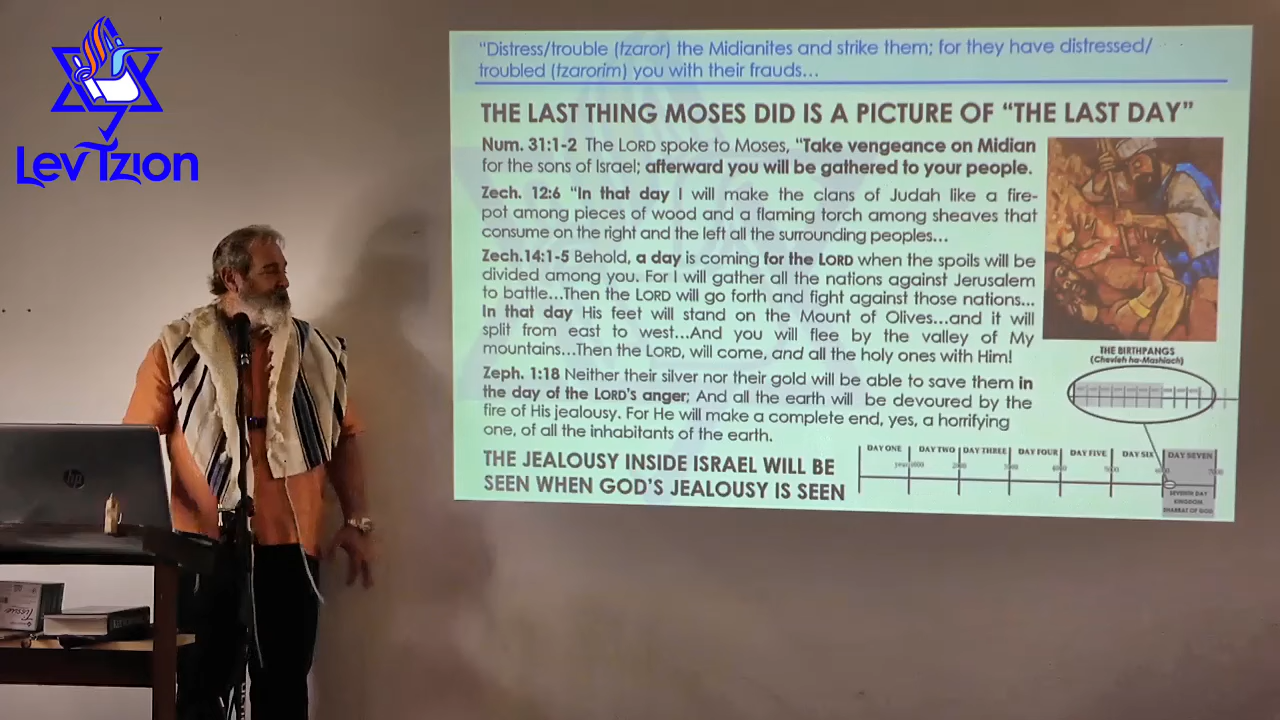 Lev Tzion
"Distress/trouble (tzaror) the Midianites and strike them; for they have distressed/
troubled (tzarorim) you with their frauds...
THE LAST THING MOSES DID IS A PICTURE OF "THE LAST DAY"
Num. 31:1-2 The LORD spoke to Moses, "Take vengeance on Midian
for the sons of Israel; afterward you will be gathered to your people.
Zech. 12:6 "In that day I will make the clans of Judah like a fire-
pot among pieces of wood and a flaming torch among sheaves that
consume on the right and the left all the surrounding peoples...
Zech.14:1-5 Behold, a day is coming for the LORD when the spoils will be
divided among you. For I will gather all the nations against Jerusalem
to battle...Then the LORD will go forth and fight against those nations...
In that day His feet will stand on the Mount of Olives...and it will
split from east to west...And you will flee by the valley of My
mountains...Then the LORD, will come, and all the holy ones with Him!
Zeph. 1:18 Neither their silver nor their gold will be able to save them in
the day of the LORD'S anger; And all the earth will be devoured by the
fire of His jealousy. For He will make a complete end, yes, a horrifying
one, of all the inhabitants of the earth.
THE JEALOUSY INSIDE ISRAEL WILL BE
SEEN WHEN GOD'S JEALOUSY IS SEEN
THE BIRTHPANGS
(Chevleh ha-Mashiach)
DAY ONE DAY TWO DAY THREE DAY FOUR DAY FIVE DAY SIX DAY SEVEN
SEVENTH DAY
KINGDOM
SHABBAT OF GOD
hp
Tissue